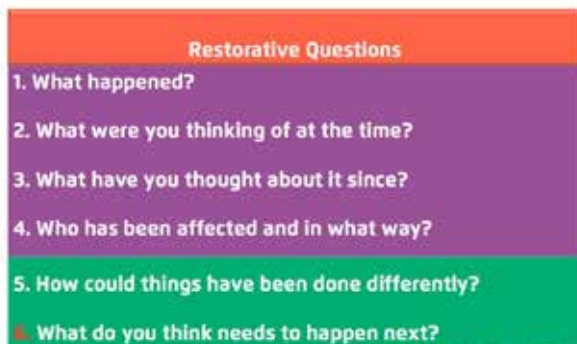 Restorative Questions
1. What happened?
2. What were you thinking of at the time?
3. What have you thought about it since?
4. Who has been affected and in what way?
5. How could things have been done differently?
6. What do you think needs to happen next?